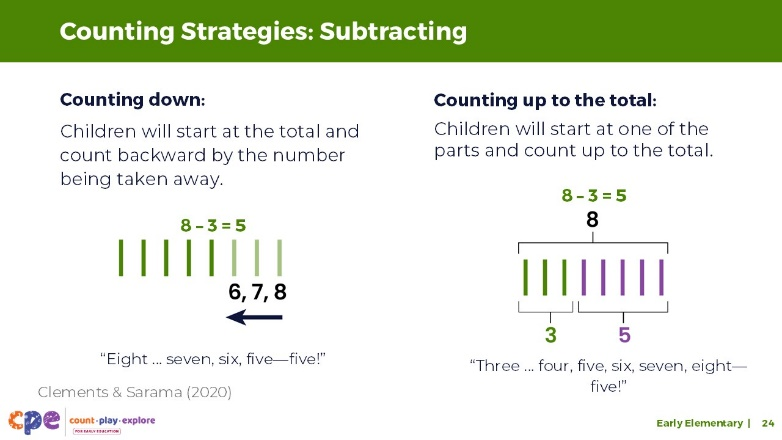 Counting Strategies: Subtracting
Counting down:
Children will start at the total and
count backward by the number
being taken away.
8 – 3 = 5
6, 7, 8
“Eight ... seven, six, five—five!”
Clements & Sarama (2020)
Counting up to the total:
Children will start at one of the
parts and count up to the total.
8 – 3 = 5
8
3 5
“Three ... four, five, six, seven, eight—
five!”
cpe
count·play·explore
FOR EARLY EDUCATION
Early Elementary | 24